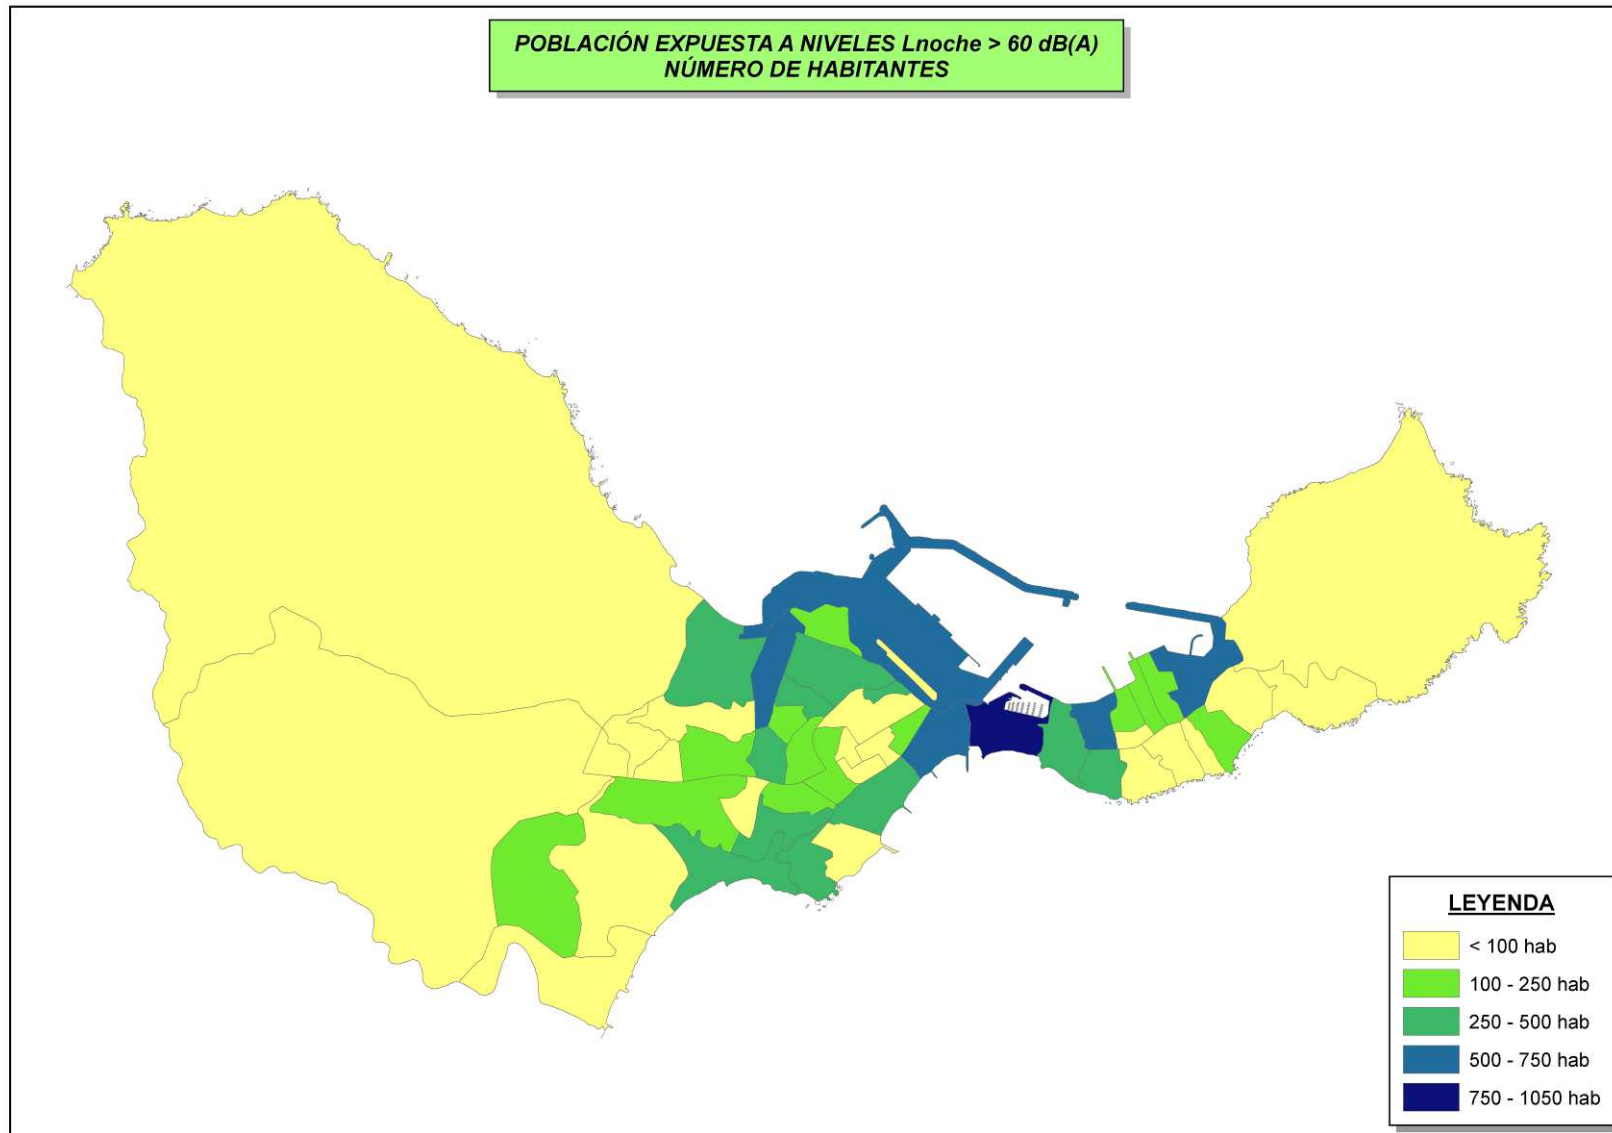 POBLACIÓN EXPUESTA A NIVELES Lnoche > 60 dB(A)
NÚMERO DE HABITANTES
LEYENDA
< 100 hab
100 - 250 hab
250 - 500 hab
500 - 750 hab
750 - 1050 hab